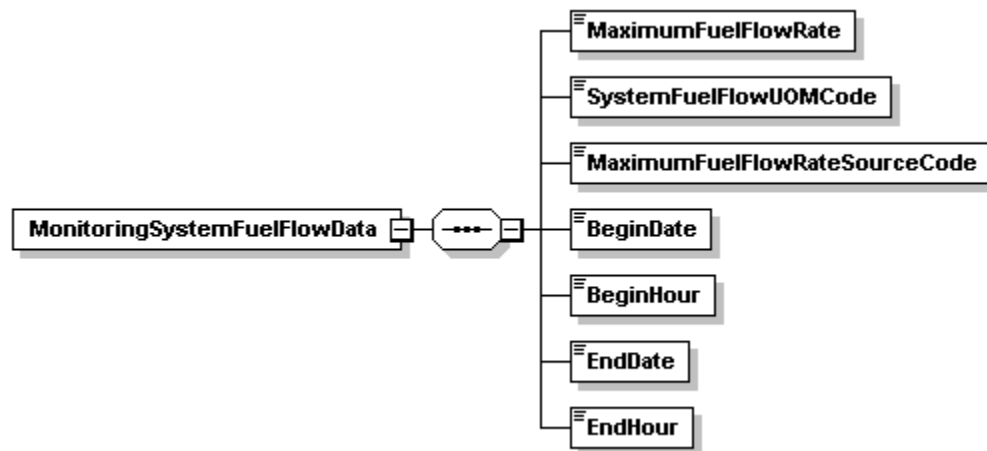 MaximumFuelFlowRate
SystemFuelFlowUOMCode
MaximumFuelFlowRateSourceCode
MonitoringSystemFuelFlowData
BeginDate
BeginHour
EndDate
EndHour